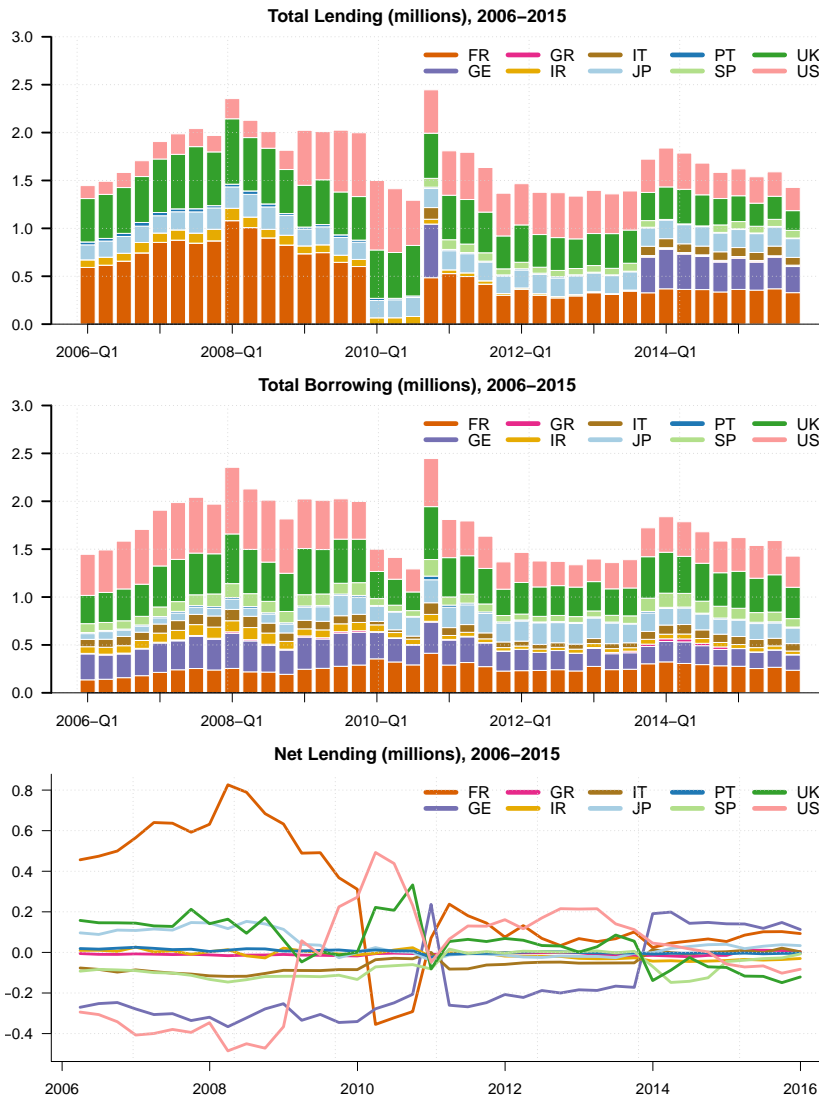 Total Lending (millions), 2006–2015
FR GR IT PT UK
GE IR JP SP US
3.0
2.5
2.0
1.5
1.0
0.5
0.0
2006–Q1 2008–Q1 2010–Q1 2012–Q1 2014–Q1
Total Borrowing (millions), 2006–2015
FR GR IT PT UK
GE IR JP SP US
3.0
2.5
2.0
1.5
1.0
0.5
0.0
2006–Q1 2008–Q1 2010–Q1 2012–Q1 2014–Q1
Net Lending (millions), 2006–2015
FR GR IT PT UK
GE IR JP SP US
0.8
0.6
0.4
0.2
0.0
−0.2
−0.4
2006 2008 2010 2012 2014 2016